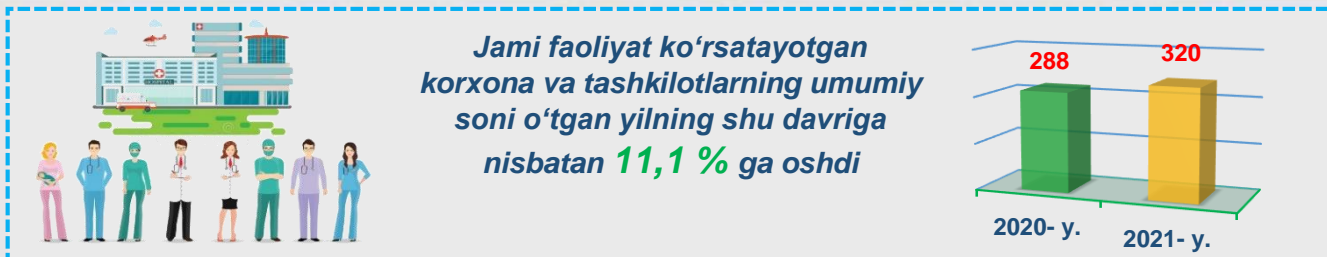 Jami faoliyat ko‘rsatayotgan
korxona va tashkilotlarning umumiy
soni o‘tgan yilning shu davriga
nisbatan 11,1 % ga oshdi
288
320
2020- y.
2021- y.